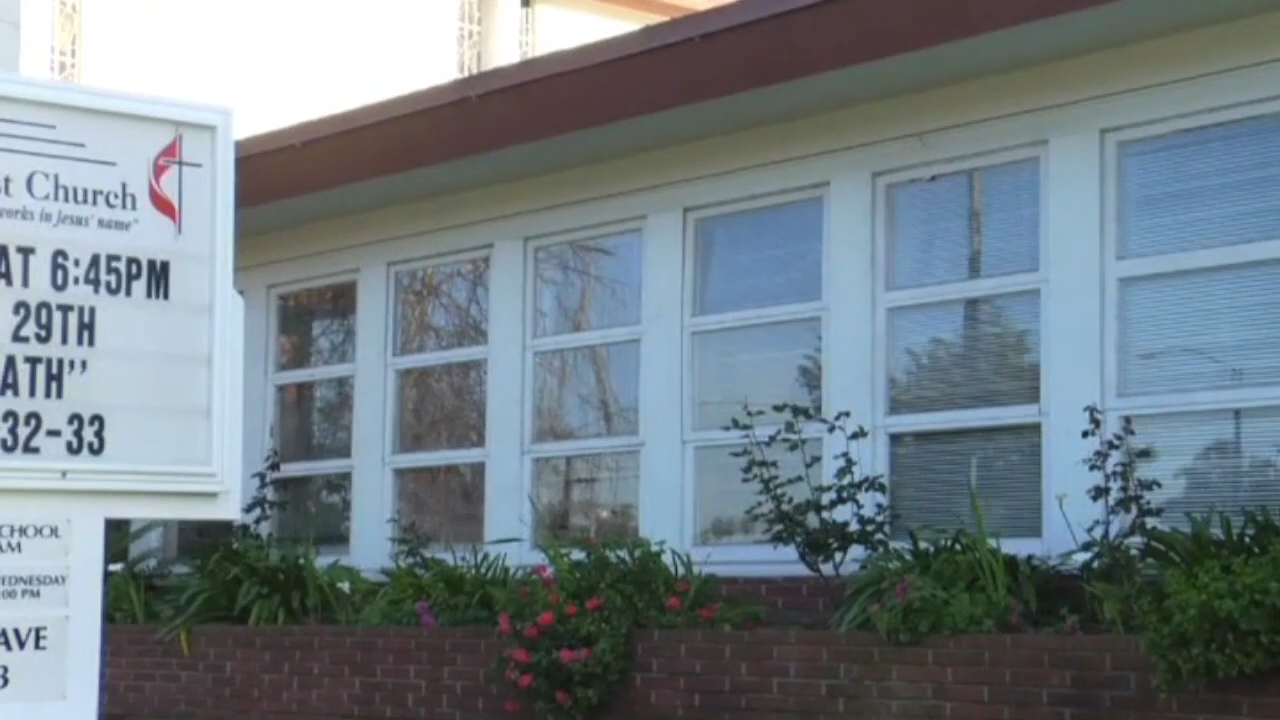 st Church
works in Jesus' name"
AT 6:45PM
29TH
ATH"
32-33
CHOOL
AM
EDNESDAY
:00 PM
AVE
3